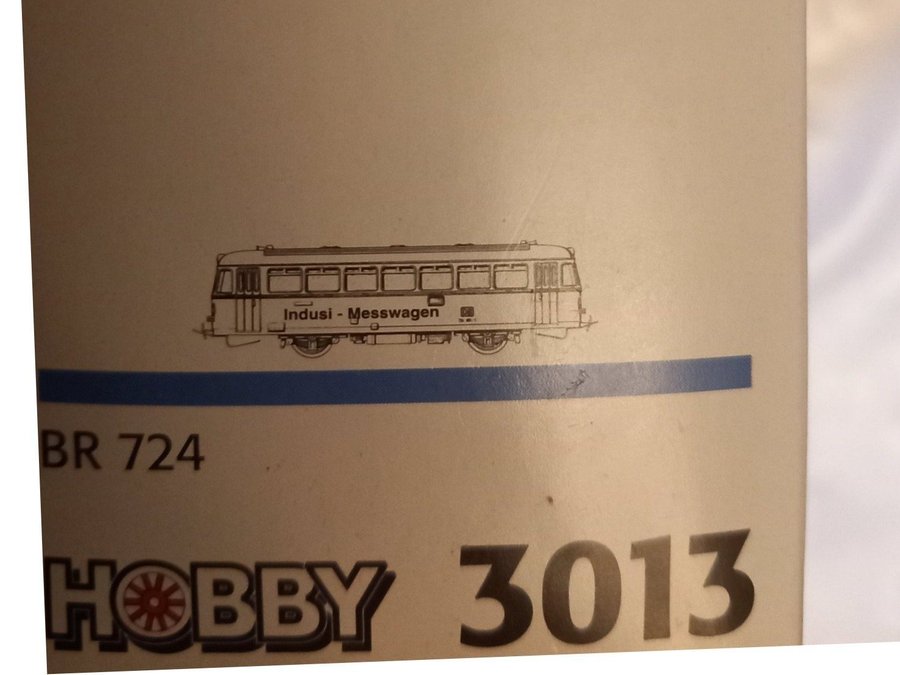 Indusi - Messwagen
BR 724
HOBBY 3013